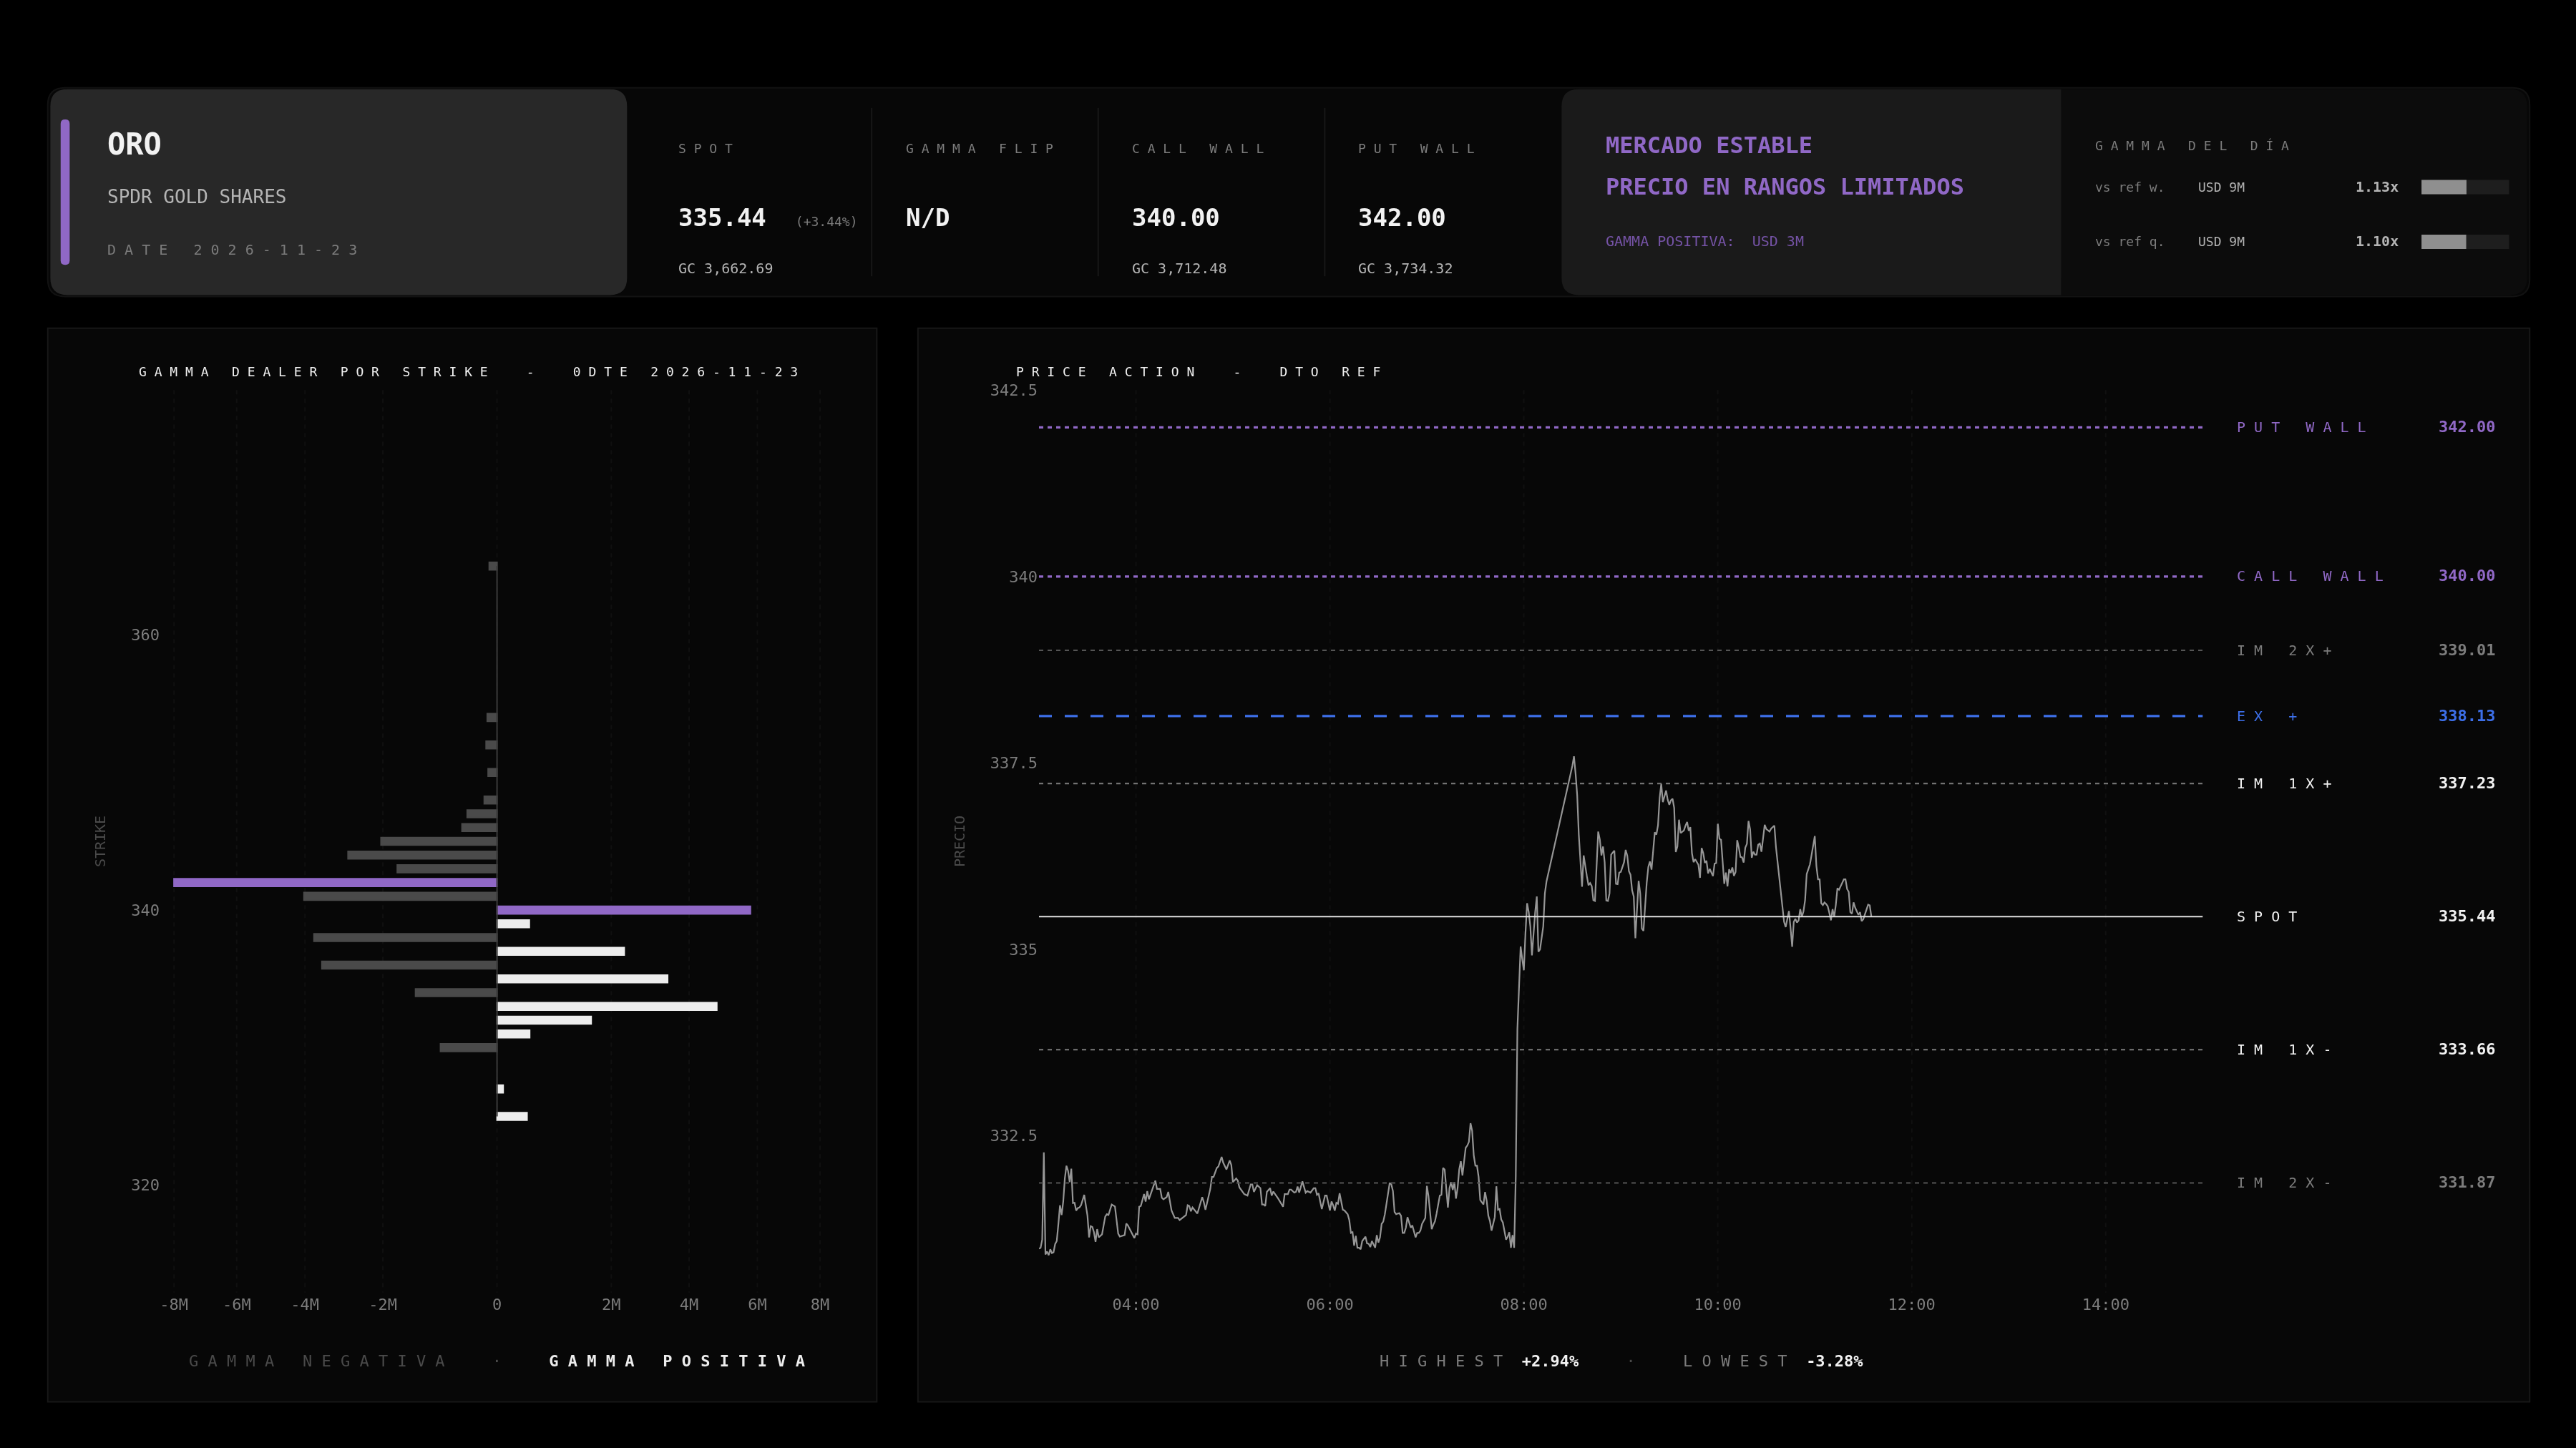 ORO
SPDR GOLD SHARES
DATE 2026-11-23
SPOT
335.44 (+3.44%)
GC 3,662.69
GAMMA FLIP
N/D
CALL WALL
340.00
GC 3,712.48
PUT WALL
342.00
GC 3,734.32
MERCADO ESTABLE
PRECIO EN RANGOS LIMITADOS
GAMMA POSITIVA: USD 3M
GAMMA DEL DÍA
vs ref w. USD 9M 1.13x
vs ref q. USD 9M 1.10x
GAMMA DEALER POR STRIKE - 0DTE 2026-11-23
STRIKE
360
340
320
-8M -6M -4M -2M 0 2M 4M 6M 8M
GAMMA NEGATIVA · GAMMA POSITIVA
PRICE ACTION - DTO REF
PRECIO
342.5
340
337.5
335
332.5
PUT WALL 342.00
CALL WALL 340.00
IM 2X+ 339.01
EX + 338.13
IM 1X+ 337.23
SPOT 335.44
IM 1X- 333.66
IM 2X- 331.87
04:00 06:00 08:00 10:00 12:00 14:00
HIGHEST +2.94% · LOWEST -3.28%